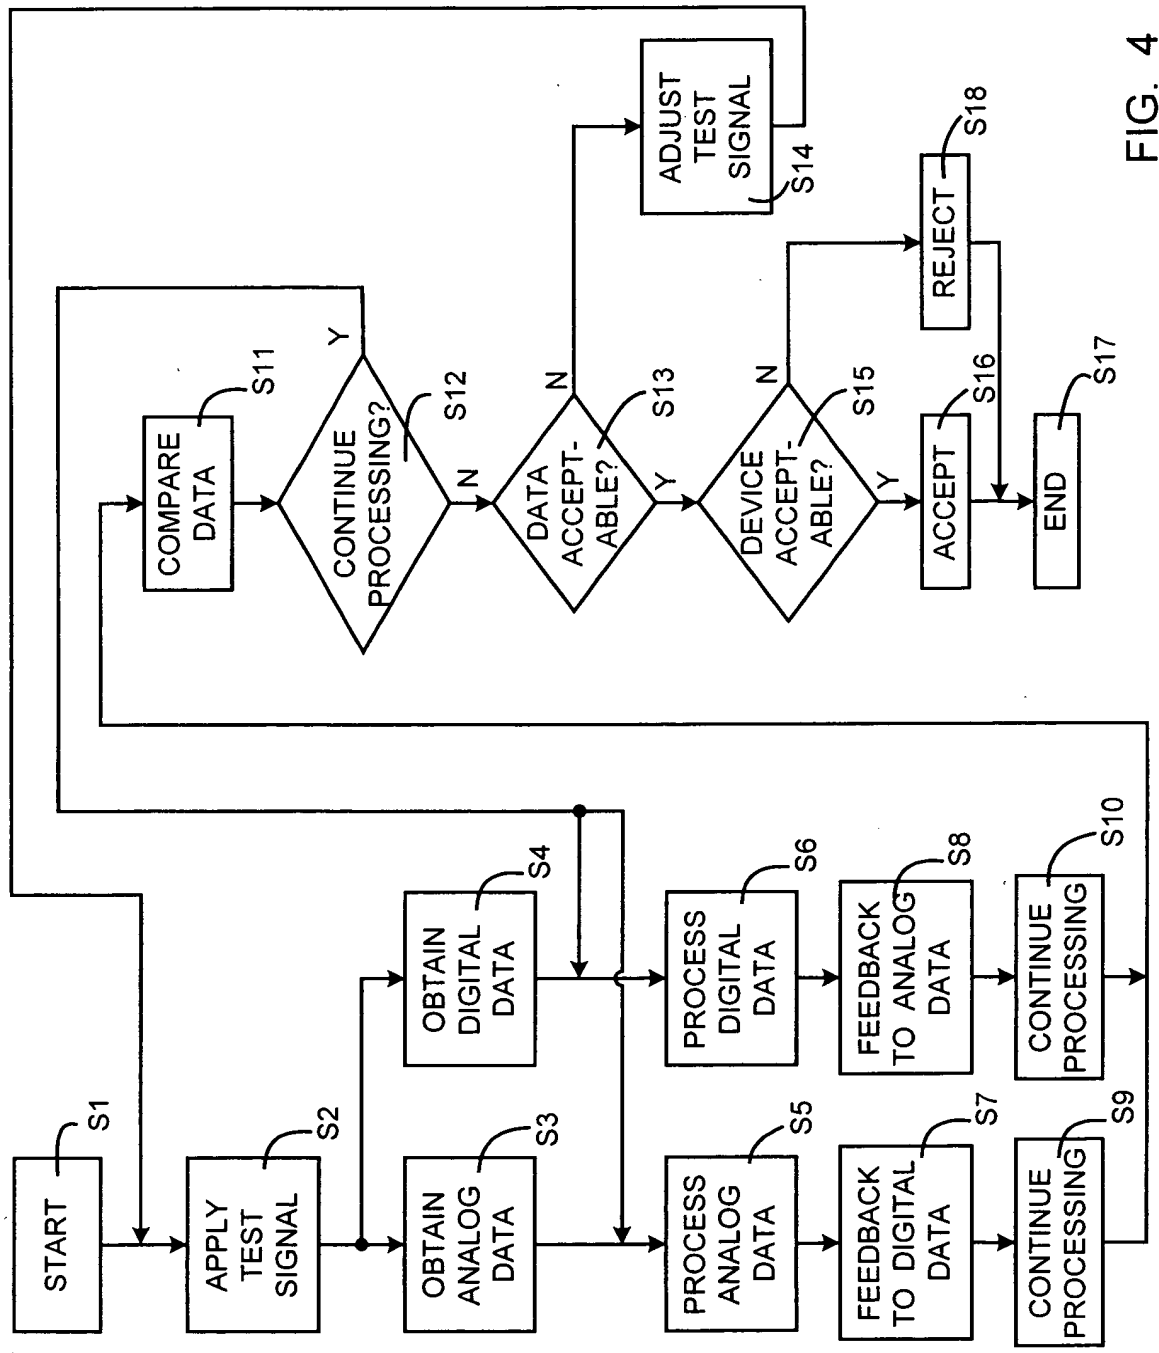 START
S1
APPLY
TEST
SIGNAL
S2
OBTAIN
ANALOG
DATA
S3
OBTAIN
DIGITAL
DATA
S4
PROCESS
ANALOG
DATA
S5
PROCESS
DIGITAL
DATA
S6
FEEDBACK
TO DIGITAL
DATA
S7
FEEDBACK
TO ANALOG
DATA
S8
CONTINUE
PROCESSING
S9
CONTINUE
PROCESSING
S10
COMPARE
DATA
S11
CONTINUE
PROCESSING?
S12
Y
N
DATA
ACCEPT-
ABLE?
S13
N
Y
ADJUST
TEST
SIGNAL
S14
DEVICE
ACCEPT-
ABLE?
S15
N
Y
ACCEPT
S16
REJECT
S18
END
S17
FIG. 4